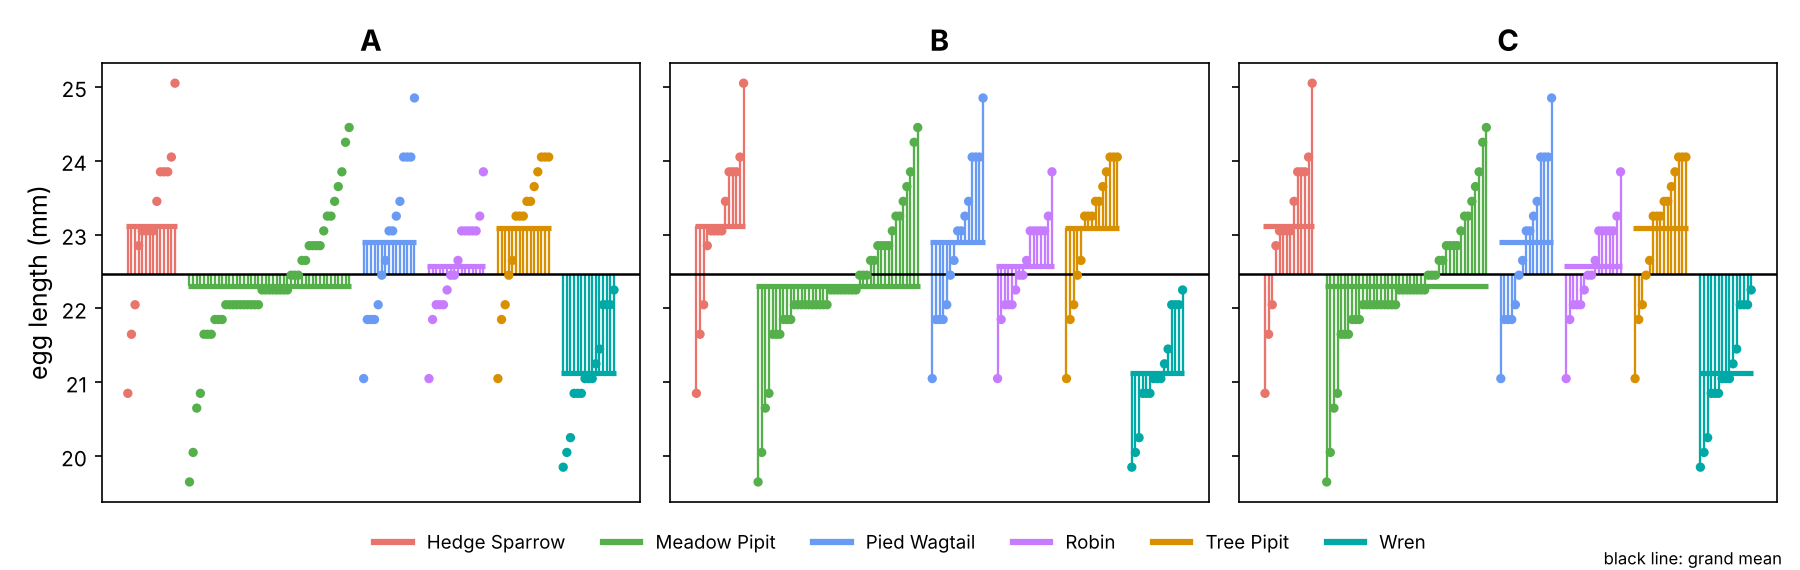 A B C
egg length (mm)
25
24
23
22
21
20
Hedge Sparrow Meadow Pipit Pied Wagtail Robin Tree Pipit Wren
black line: grand mean